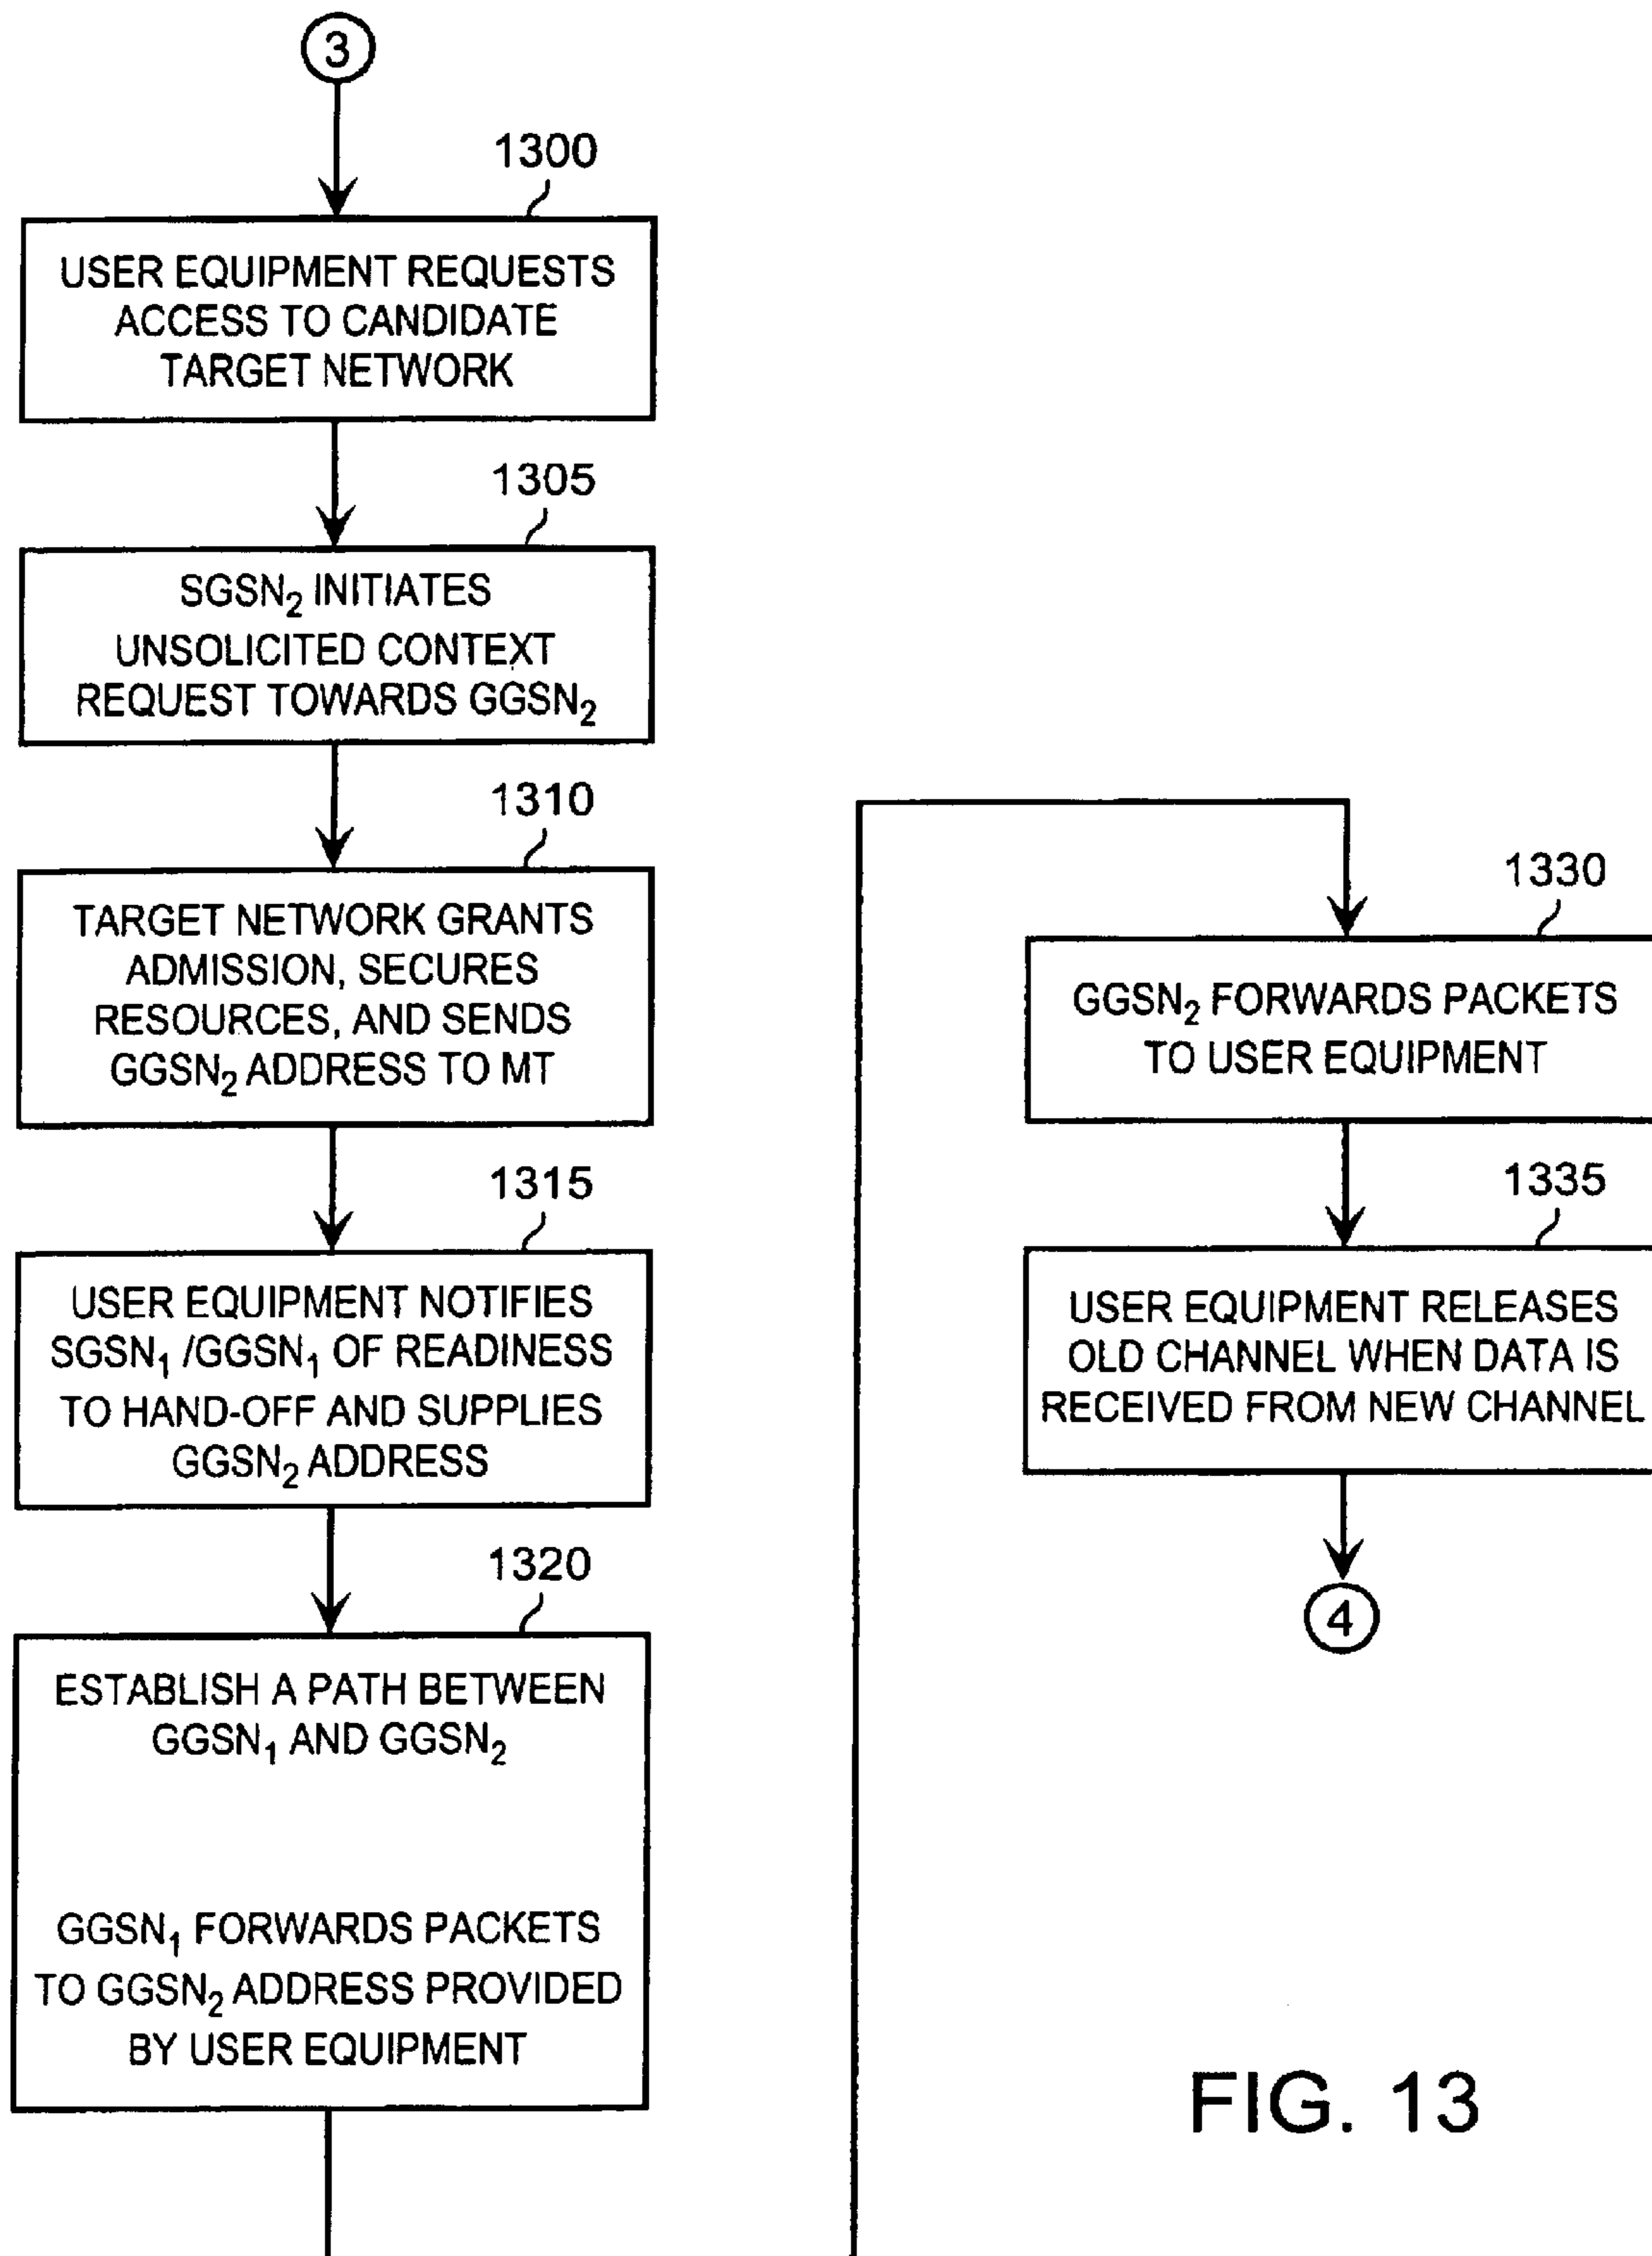 3
1300
USER EQUIPMENT REQUESTS
ACCESS TO CANDIDATE
TARGET NETWORK
1305
SGSN₂ INITIATES
UNSOLICITED CONTEXT
REQUEST TOWARDS GGSN₂
1310
TARGET NETWORK GRANTS
ADMISSION, SECURES
RESOURCES, AND SENDS
GGSN₂ ADDRESS TO MT
1315
USER EQUIPMENT NOTIFIES
SGSN₁ /GGSN₁ OF READINESS
TO HAND-OFF AND SUPPLIES
GGSN₂ ADDRESS
1320
ESTABLISH A PATH BETWEEN
GGSN₁ AND GGSN₂
GGSN₁ FORWARDS PACKETS
TO GGSN₂ ADDRESS PROVIDED
BY USER EQUIPMENT
1330
GGSN₂ FORWARDS PACKETS
TO USER EQUIPMENT
1335
USER EQUIPMENT RELEASES
OLD CHANNEL WHEN DATA IS
RECEIVED FROM NEW CHANNEL
4
FIG. 13